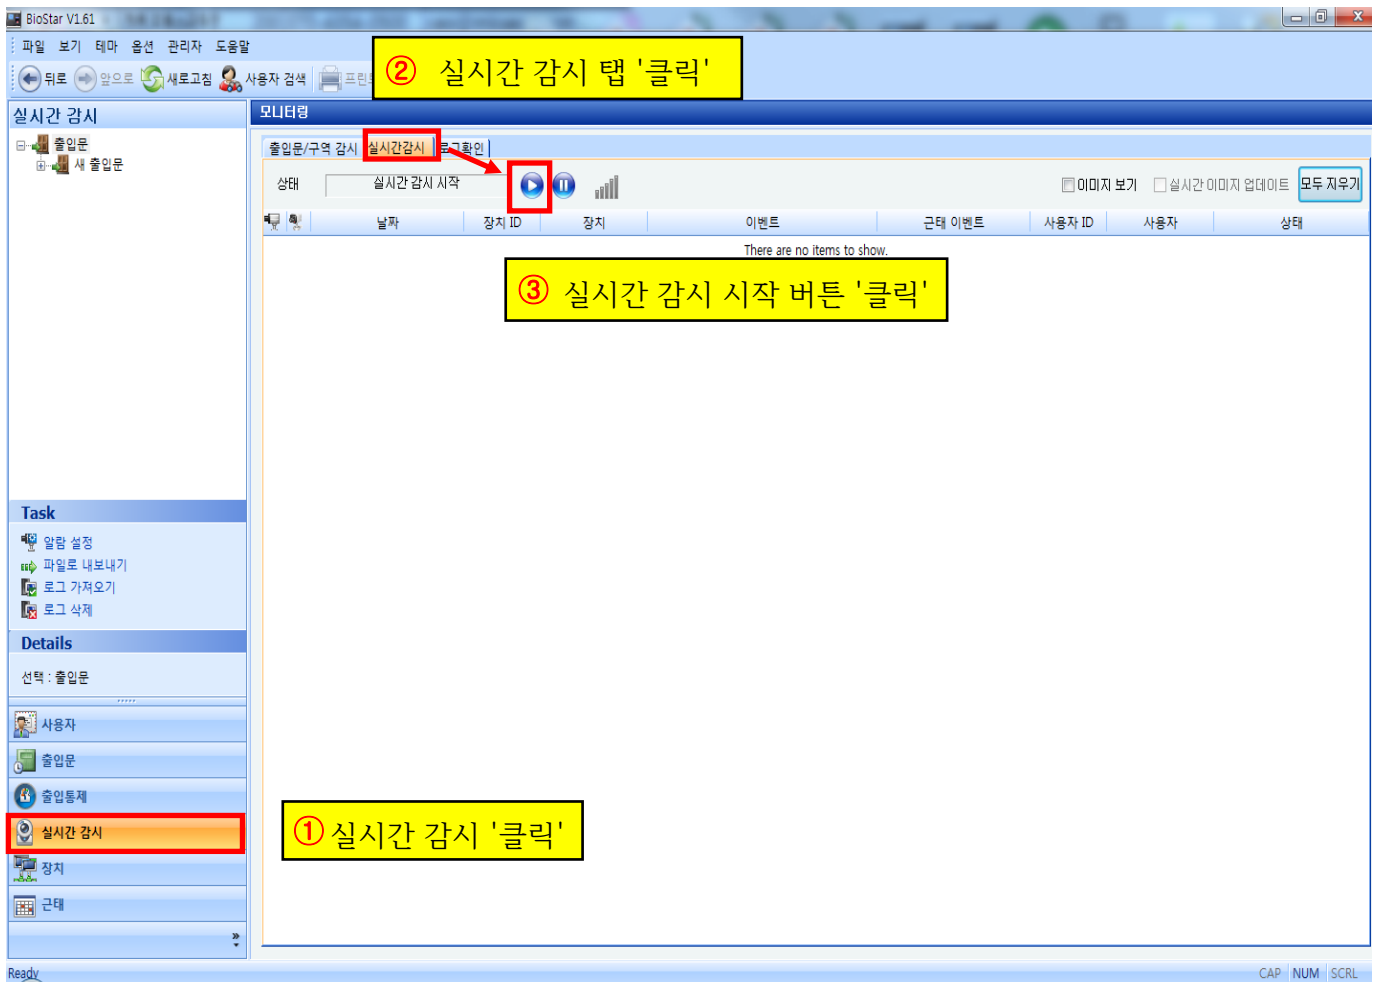 BioStar V1.61
파일 보기 테마 옵션 관리자 도움말
뒤로 앞으로 새로고침 사용자 검색
② 실시간 감시 탭 '클릭'
실시간 감시
모니터링
출입문
새 출입문
출입문/구역 감시 실시간감시 로그확인
상태 실시간 감시 시작 이미지 보기 실시간 이미지 업데이트 모두 지우기
날짜 장치 ID 장치 이벤트 근태 이벤트 사용자 ID 사용자 상태
There are no items to show.
③ 실시간 감시 시작 버튼 '클릭'
Task
알람 설정
파일로 내보내기
로그 가져오기
로그 삭제
Details
선택 : 출입문
사용자
출입문
출입통제
실시간 감시
① 실시간 감시 '클릭'
장치
근태
Ready CAP NUM SCRL